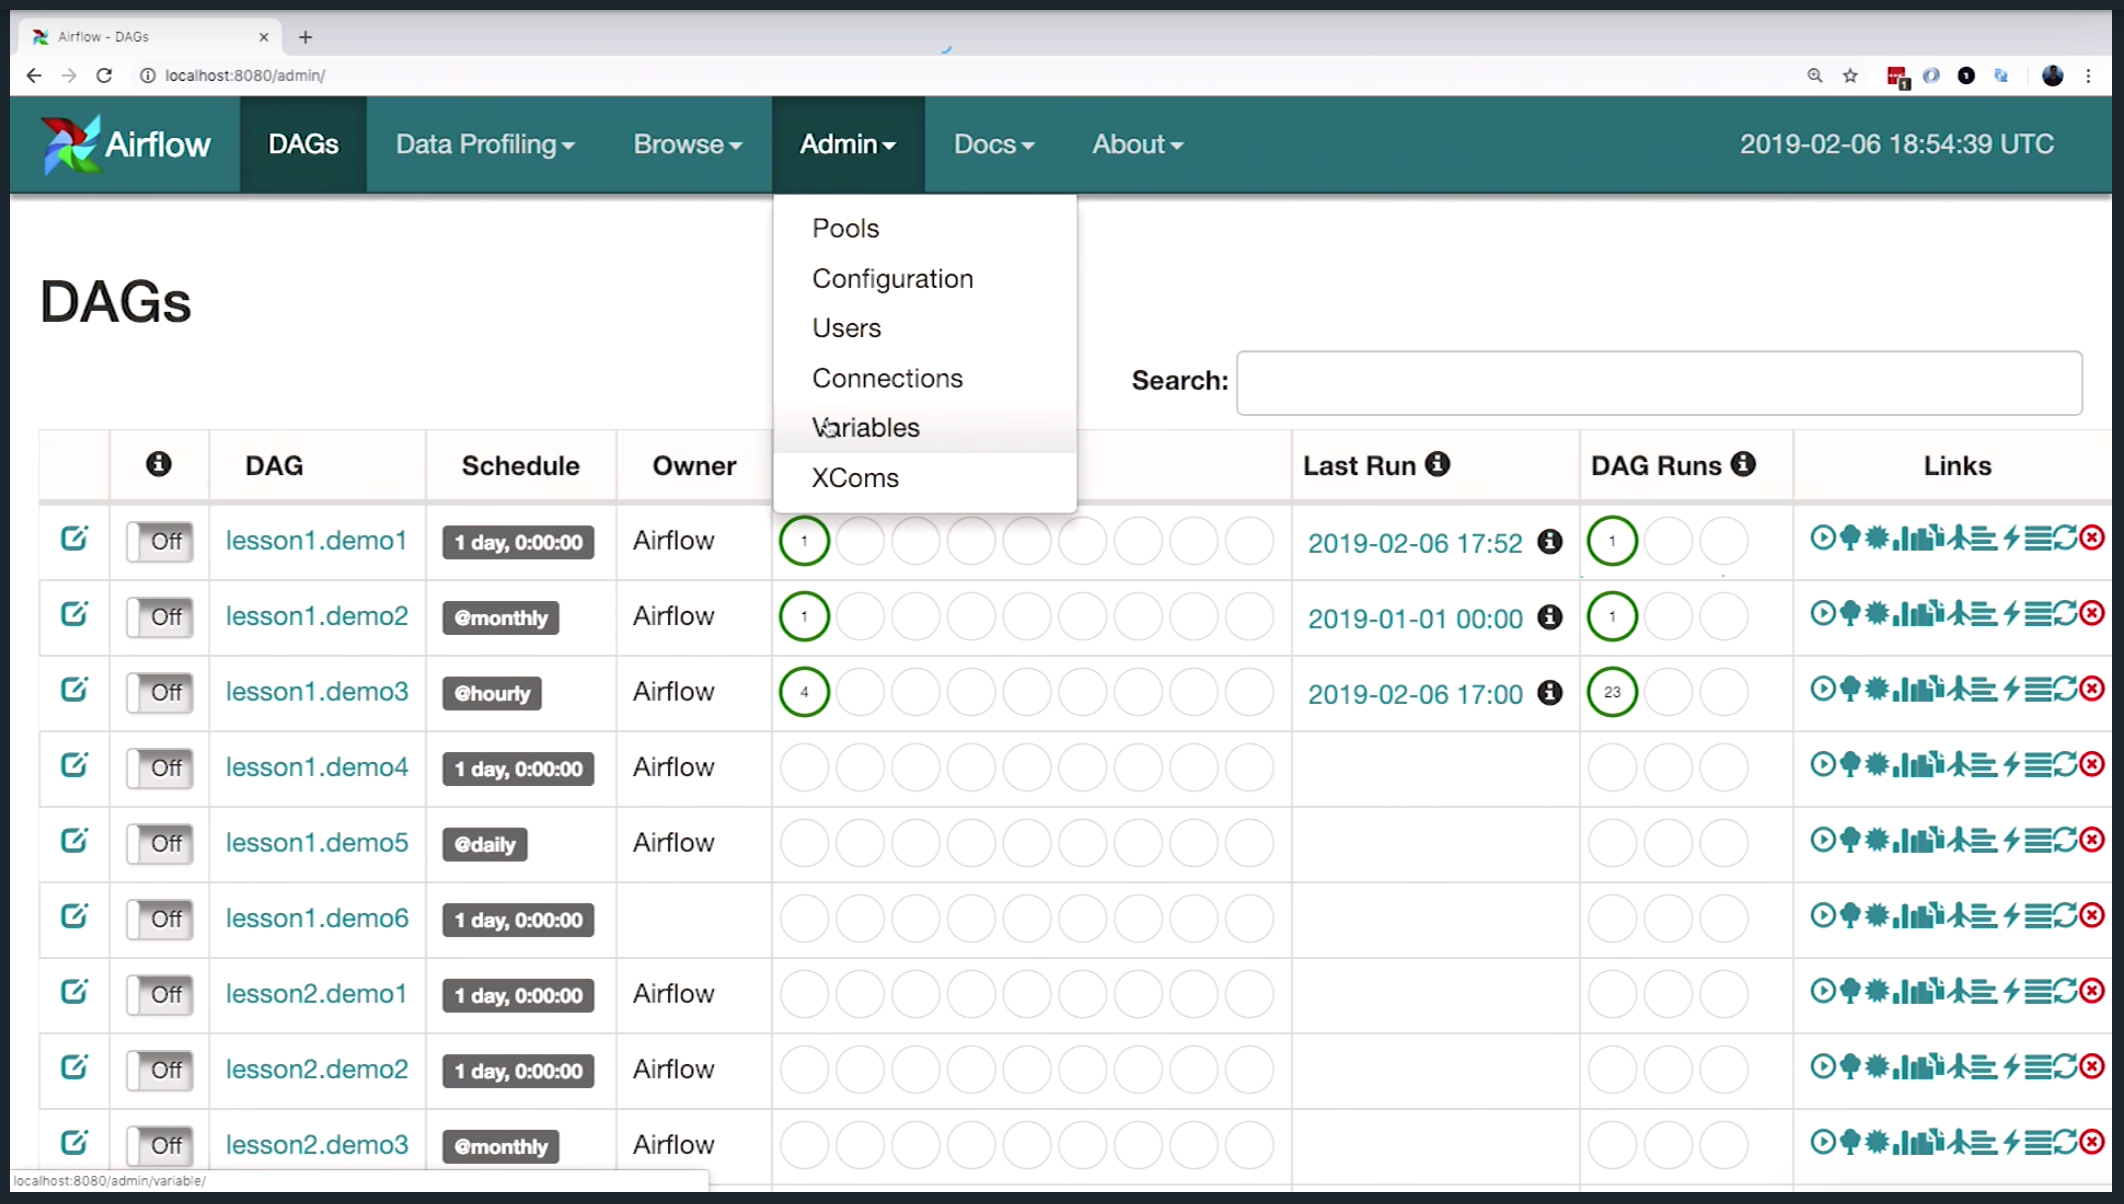 Airflow - DAGs
localhost:8080/admin/
Airflow DAGs Data Profiling Browse Admin Docs About 2019-02-06 18:54:39 UTC
Pools
Configuration
Users
Connections
Variables
XComs
DAGs
Search:
DAG Schedule Owner Last Run DAG Runs Links
Off lesson1.demo1 1 day, 0:00:00 Airflow 1 2019-02-06 17:52 1
Off lesson1.demo2 @monthly Airflow 1 2019-01-01 00:00 1
Off lesson1.demo3 @hourly Airflow 4 2019-02-06 17:00 23
Off lesson1.demo4 1 day, 0:00:00 Airflow
Off lesson1.demo5 @daily Airflow
Off lesson1.demo6 1 day, 0:00:00
Off lesson2.demo1 1 day, 0:00:00 Airflow
Off lesson2.demo2 1 day, 0:00:00 Airflow
Off lesson2.demo3 @monthly Airflow
localhost:8080/admin/variable/